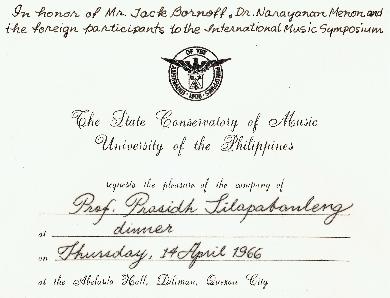 In honor of Mr. Jack Bornoff, Dr. Narayanan Menon and
the foreign participants to the International Music Symposium
OF THE
The State Conservatory of Music
University of the Philippines
requests the pleasure of the company of
Prof. Prasidh Silapabanleng
at dinner
on Thursday, 14 April 1966
at the Abelardo Hall, Diliman, Quezon City